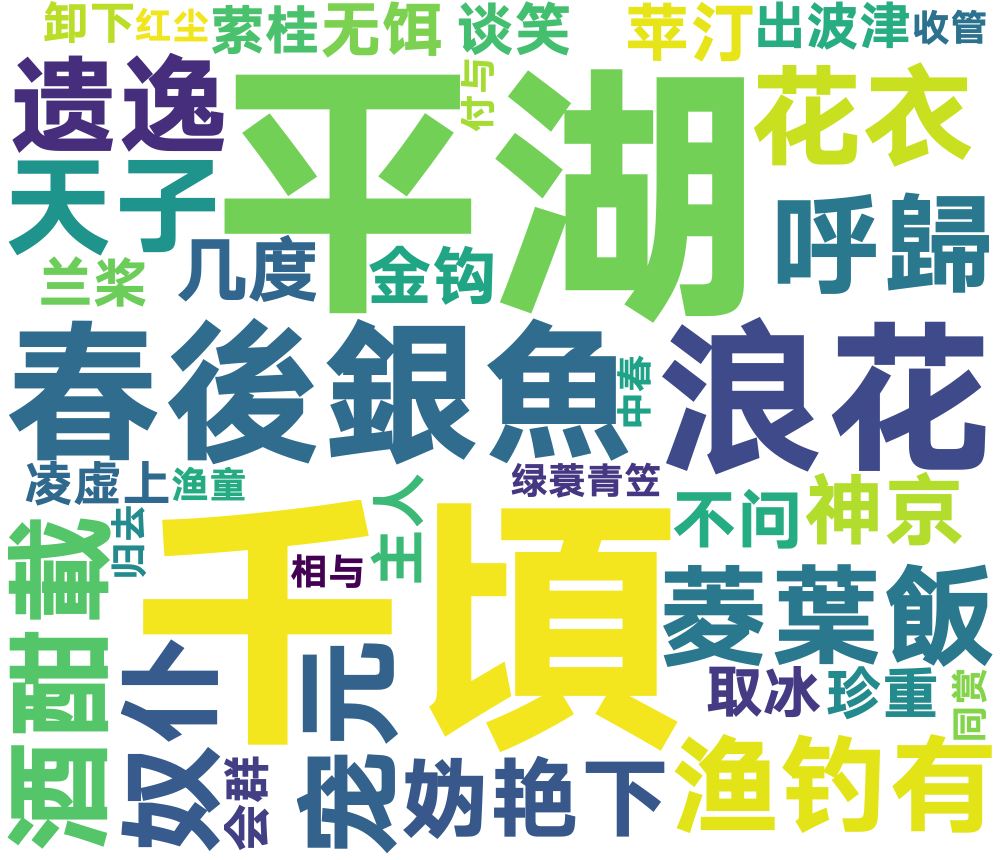 卸下
红尘
萦桂
无饵
谈笑
苹汀
出波津
收管
遗逸
平湖
付与
花衣
天子
呼歸
兰桨
几度
金钩
春後銀魚
中春
浪花
凌虚上
渔童
绿蓑青笠
主人
不问
神京
載酒酣
归去
相与
千頃
菱葉飯
奴仆
宠元
取冰
珍重
同赏
会群
妫艳下
渔钓有